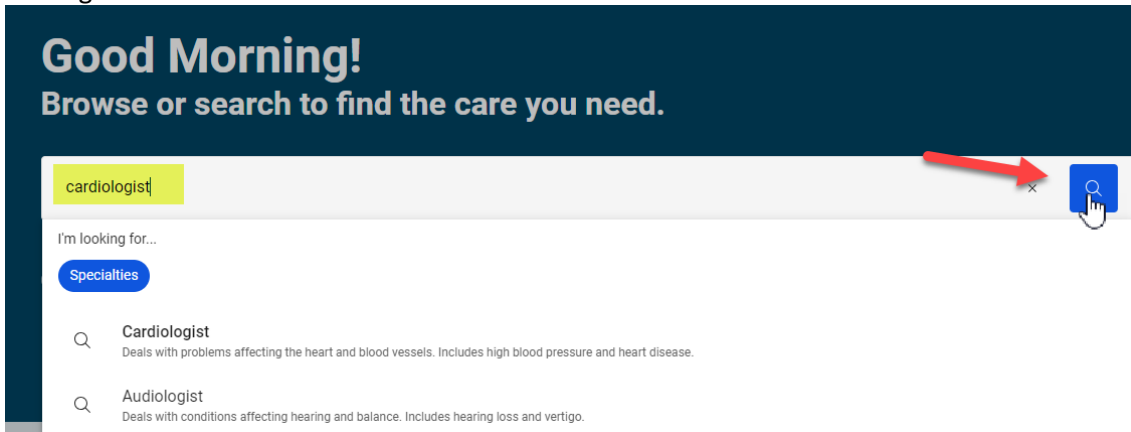 Good Morning!
Browse or search to find the care you need.
cardiologist
I'm looking for...
Specialties
Cardiologist
Deals with problems affecting the heart and blood vessels. Includes high blood pressure and heart disease.
Audiologist
Deals with conditions affecting hearing and balance. Includes hearing loss and vertigo.